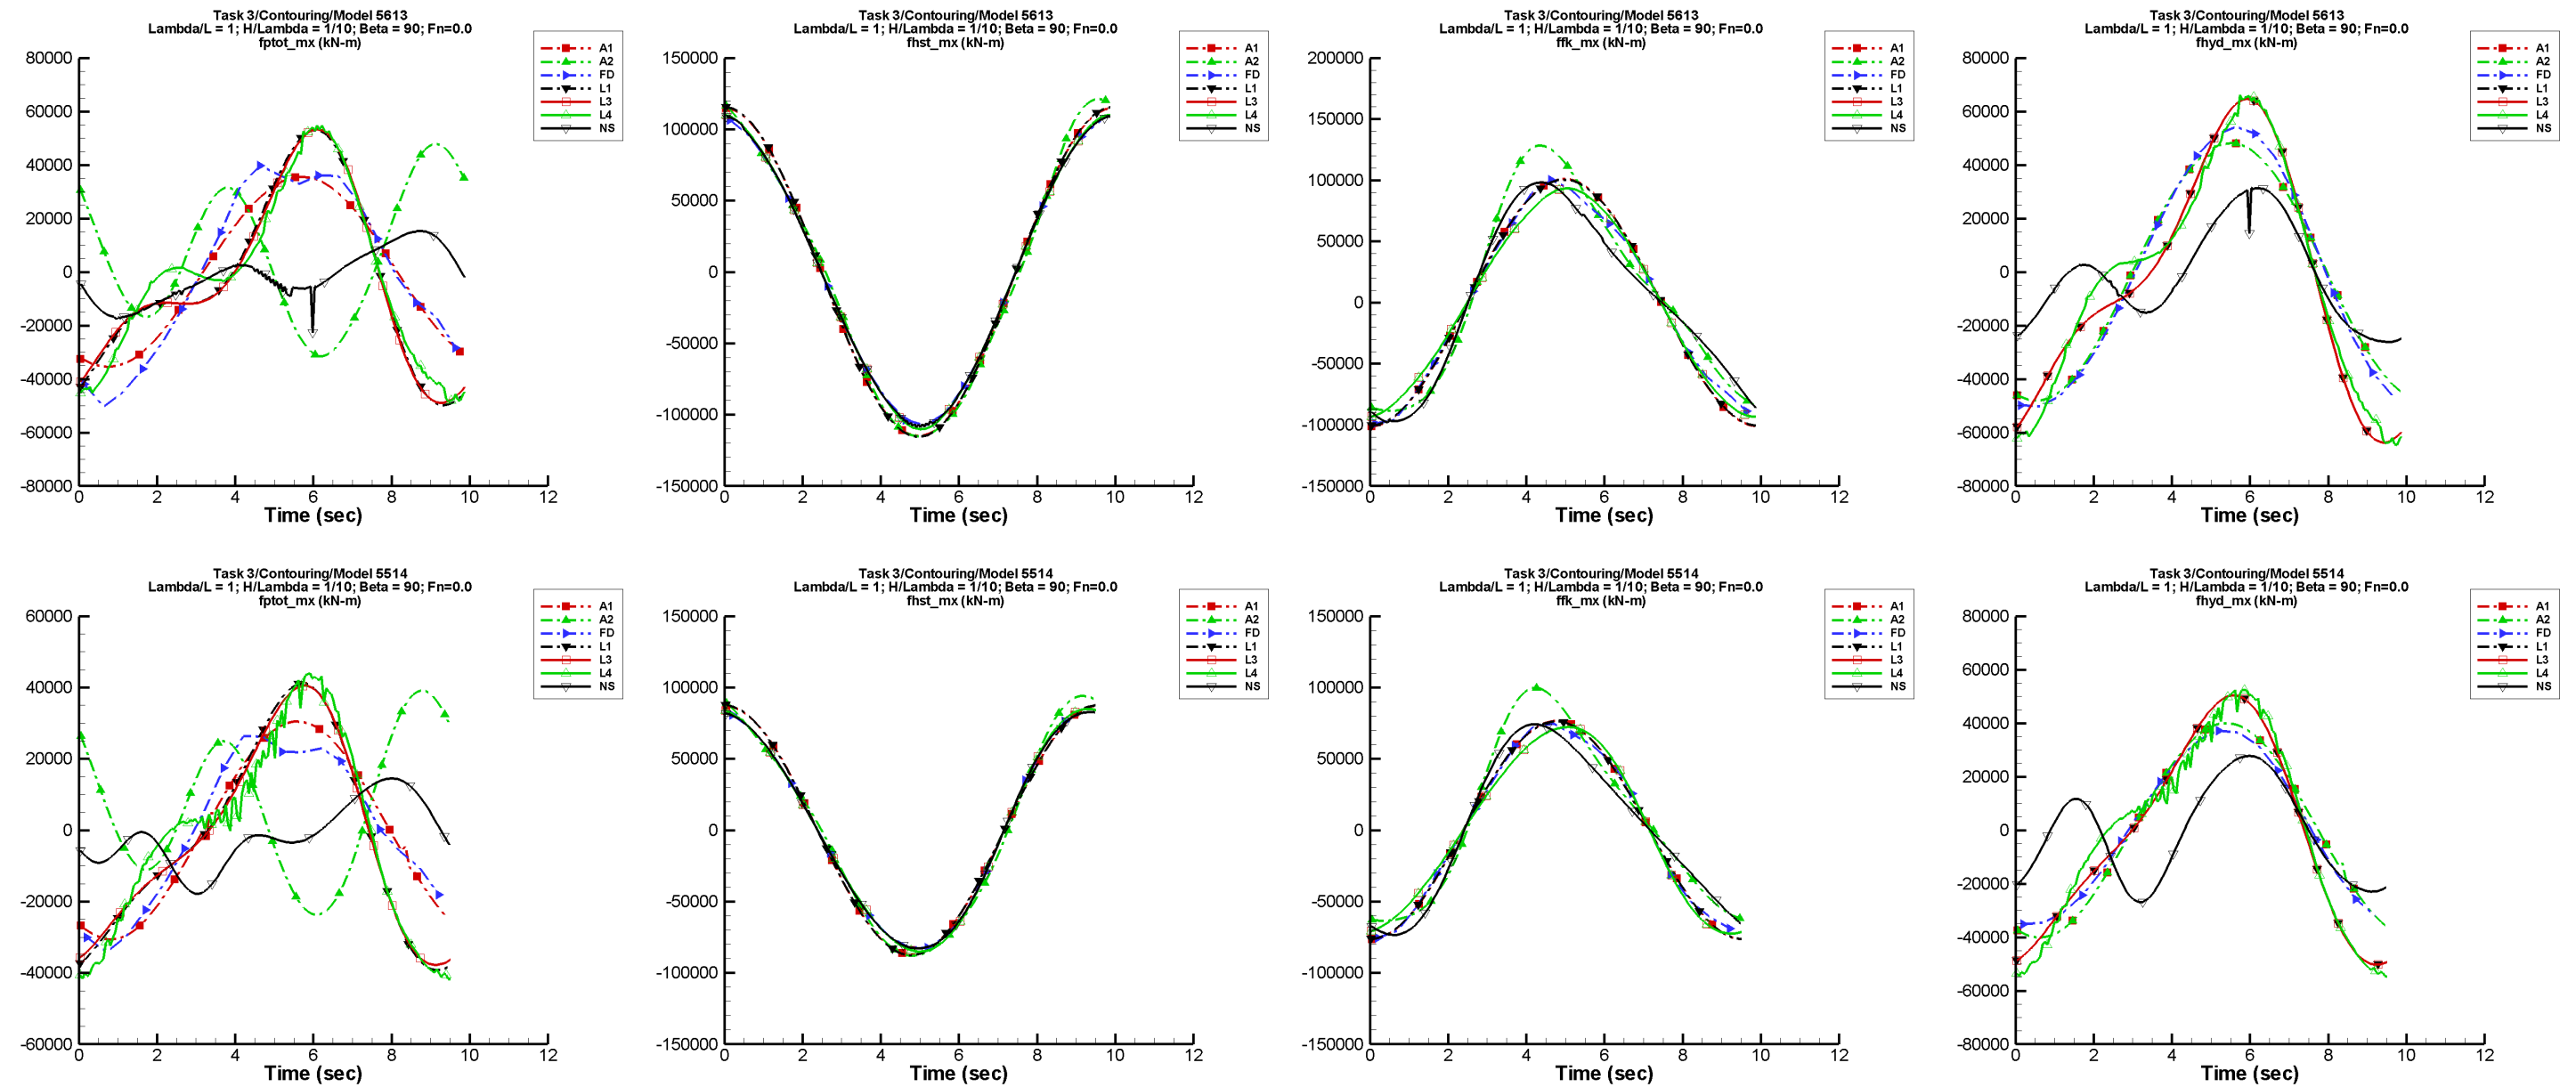 Task 3/Contouring/Model 5613
Lambda/L = 1; H/Lambda = 1/10; Beta = 90; Fn=0.0
fptot_mx (kN-m)
A1
A2
FD
L1
L3
L4
NS
80000
60000
40000
20000
0
-20000
-40000
-60000
-80000
0 2 4 6 8 10 12
Time (sec)
Task 3/Contouring/Model 5613
Lambda/L = 1; H/Lambda = 1/10; Beta = 90; Fn=0.0
fhst_mx (kN-m)
A1
A2
FD
L1
L3
L4
NS
150000
100000
50000
0
-50000
-100000
-150000
0 2 4 6 8 10 12
Time (sec)
Task 3/Contouring/Model 5613
Lambda/L = 1; H/Lambda = 1/10; Beta = 90; Fn=0.0
ffk_mx (kN-m)
A1
A2
FD
L1
L3
L4
NS
200000
150000
100000
50000
0
-50000
-100000
-150000
0 2 4 6 8 10 12
Time (sec)
Task 3/Contouring/Model 5613
Lambda/L = 1; H/Lambda = 1/10; Beta = 90; Fn=0.0
fhyd_mx (kN-m)
A1
A2
FD
L1
L3
L4
NS
80000
60000
40000
20000
0
-20000
-40000
-60000
-80000
0 2 4 6 8 10 12
Time (sec)
Task 3/Contouring/Model 5514
Lambda/L = 1; H/Lambda = 1/10; Beta = 90; Fn=0.0
fptot_mx (kN-m)
A1
A2
FD
L1
L3
L4
NS
60000
40000
20000
0
-20000
-40000
-60000
0 2 4 6 8 10 12
Time (sec)
Task 3/Contouring/Model 5514
Lambda/L = 1; H/Lambda = 1/10; Beta = 90; Fn=0.0
fhst_mx (kN-m)
A1
A2
FD
L1
L3
L4
NS
150000
100000
50000
0
-50000
-100000
-150000
0 2 4 6 8 10 12
Time (sec)
Task 3/Contouring/Model 5514
Lambda/L = 1; H/Lambda = 1/10; Beta = 90; Fn=0.0
ffk_mx (kN-m)
A1
A2
FD
L1
L3
L4
NS
150000
100000
50000
0
-50000
-100000
-150000
0 2 4 6 8 10 12
Time (sec)
Task 3/Contouring/Model 5514
Lambda/L = 1; H/Lambda = 1/10; Beta = 90; Fn=0.0
fhyd_mx (kN-m)
A1
A2
FD
L1
L3
L4
NS
80000
60000
40000
20000
0
-20000
-40000
-60000
-80000
0 2 4 6 8 10 12
Time (sec)